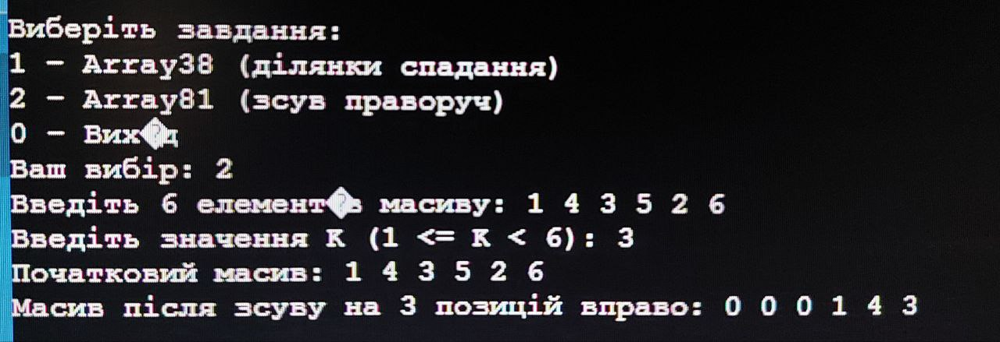 Виберіть завдання:
1 - Array38 (ділянки спадання)
2 - Array81 (зсув праворуч)
0 - Вих�д
Ваш вибір: 2
Введіть 6 елемент�в масиву: 1 4 3 5 2 6
Введіть значення K (1 <= K < 6): 3
Початковий масив: 1 4 3 5 2 6
Масив після зсуву на 3 позицій вправо: 0 0 0 1 4 3